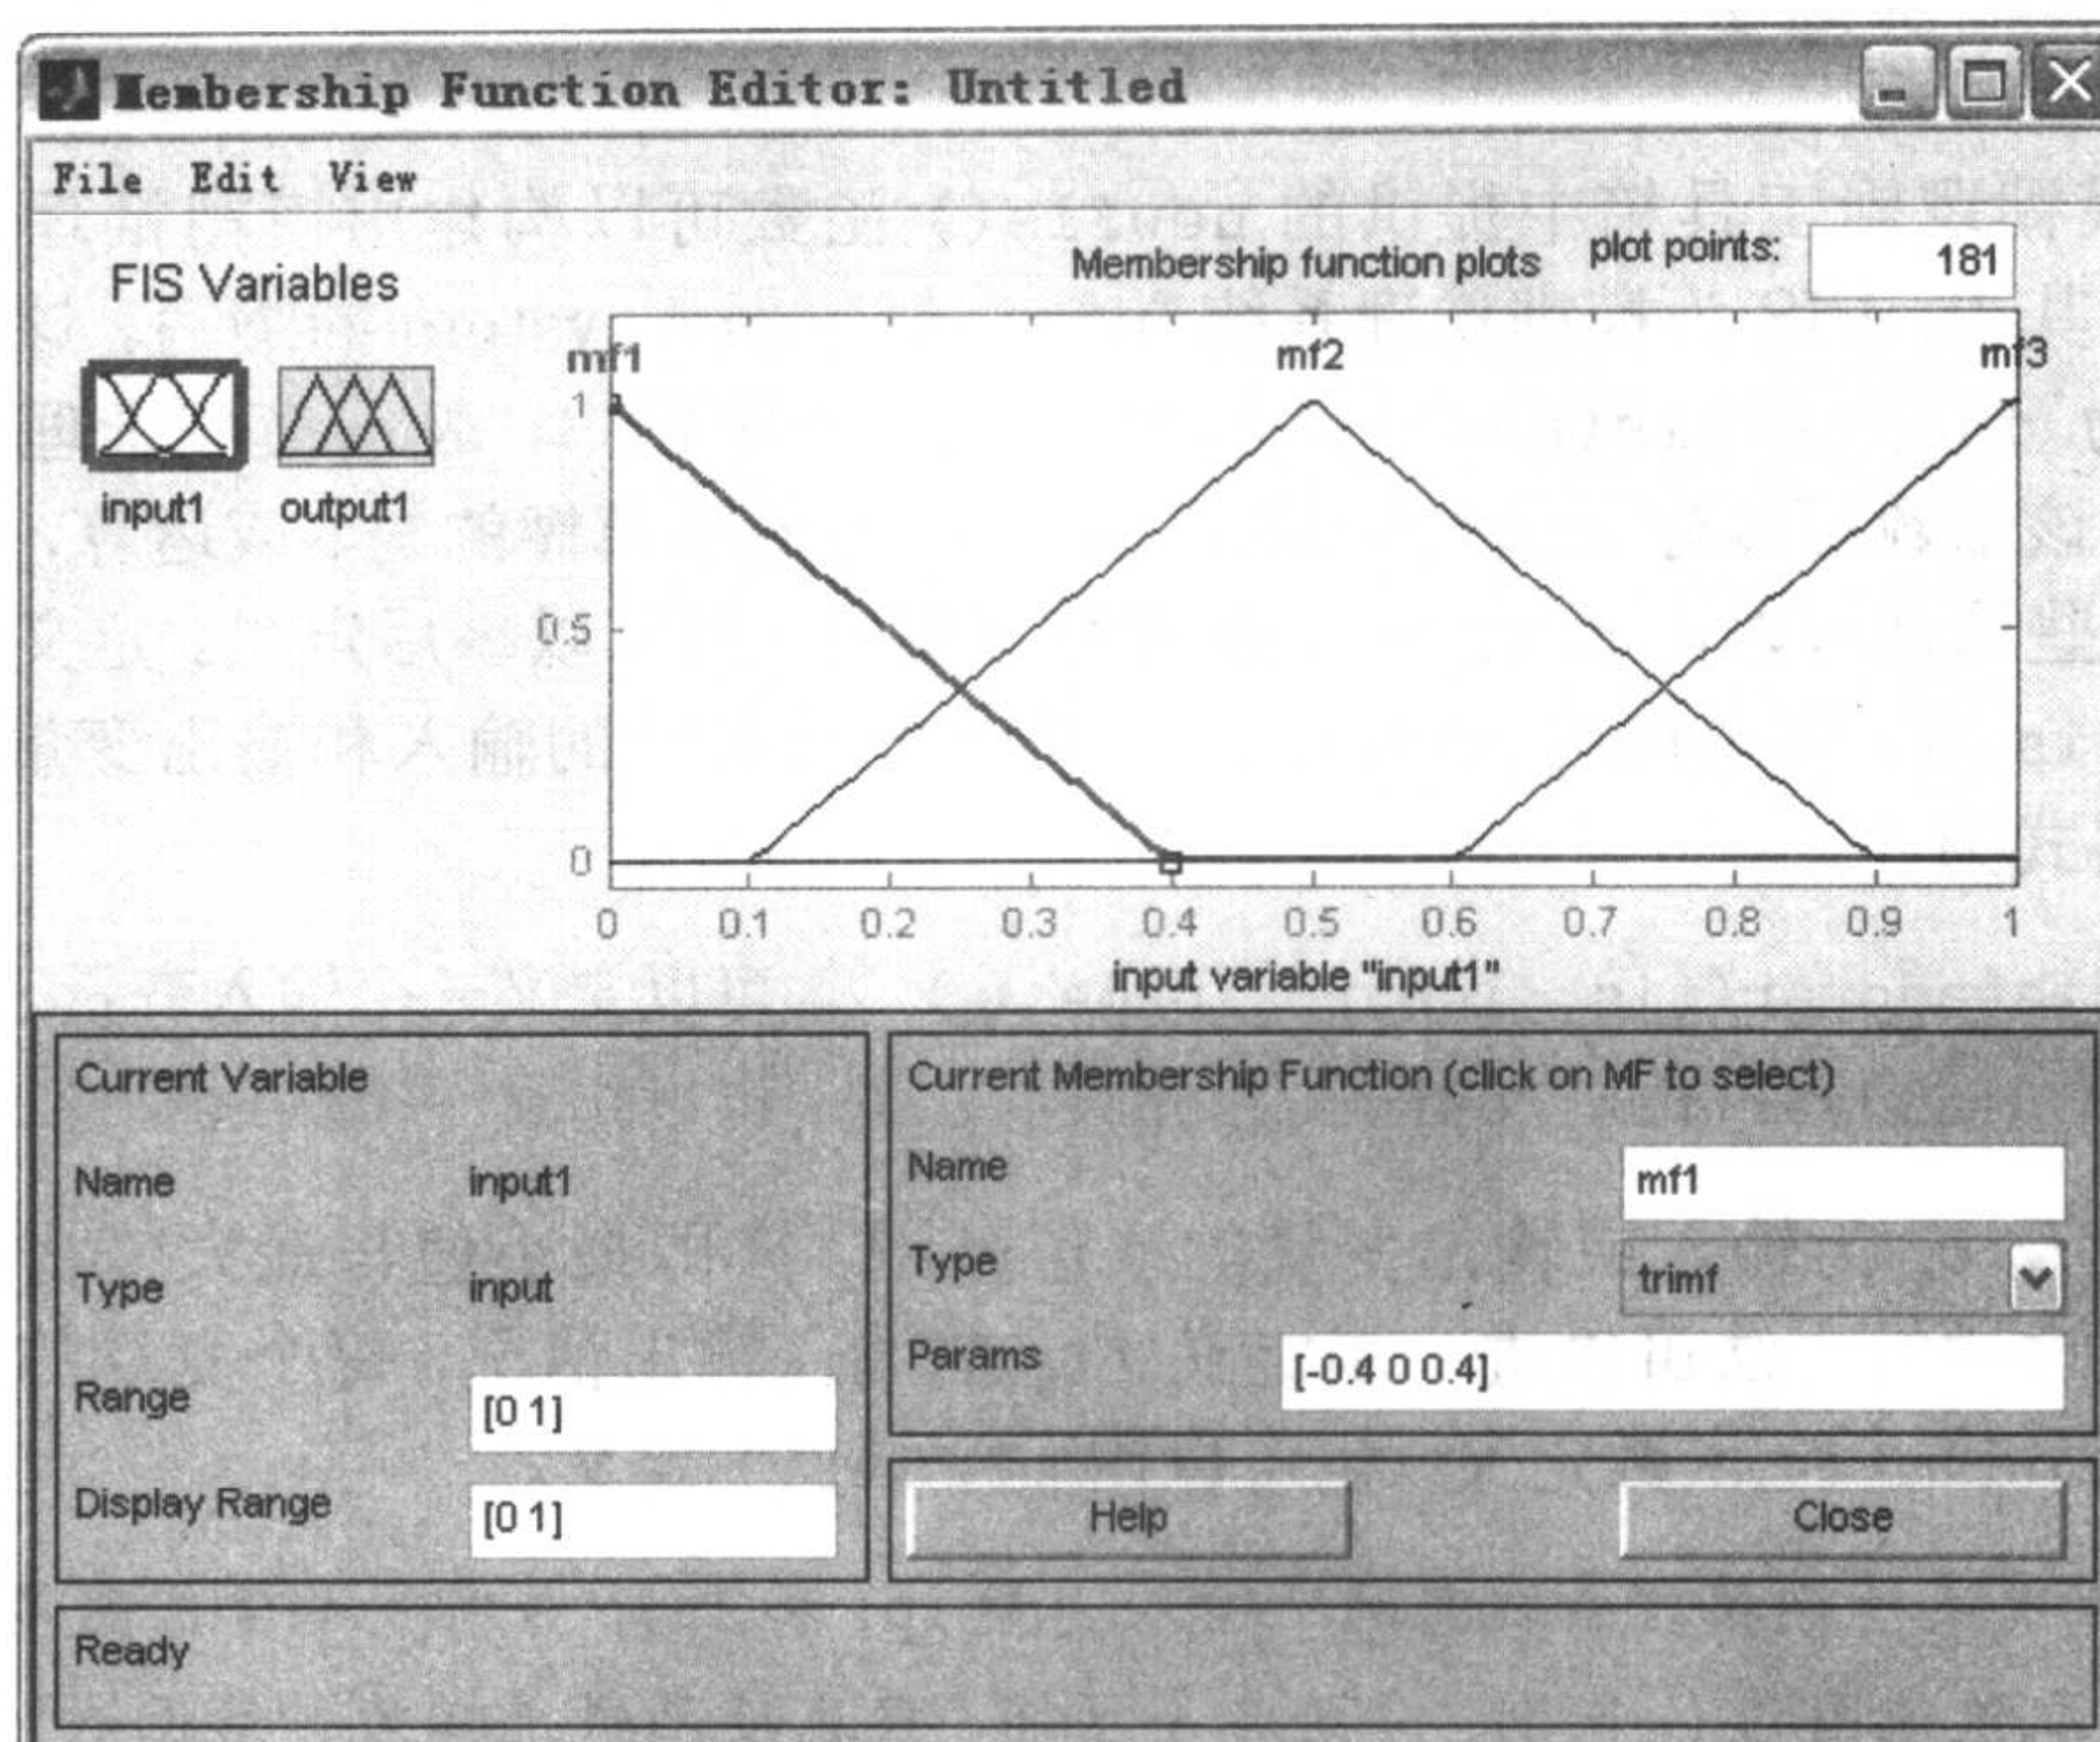 Membership Function Editor: Untitled
File Edit View
FIS Variables
Membership function plots plot points: 181
mf1 mf2 mf3
input1 output1
1
0.5
0
0 0.1 0.2 0.3 0.4 0.5 0.6 0.7 0.8 0.9 1
input variable "input1"
Current Variable
Name input1
Type input
Range [0 1]
Display Range [0 1]
Current Membership Function (click on MF to select)
Name mf1
Type trimf
Params [-0.4 0 0.4]
Help Close
Ready